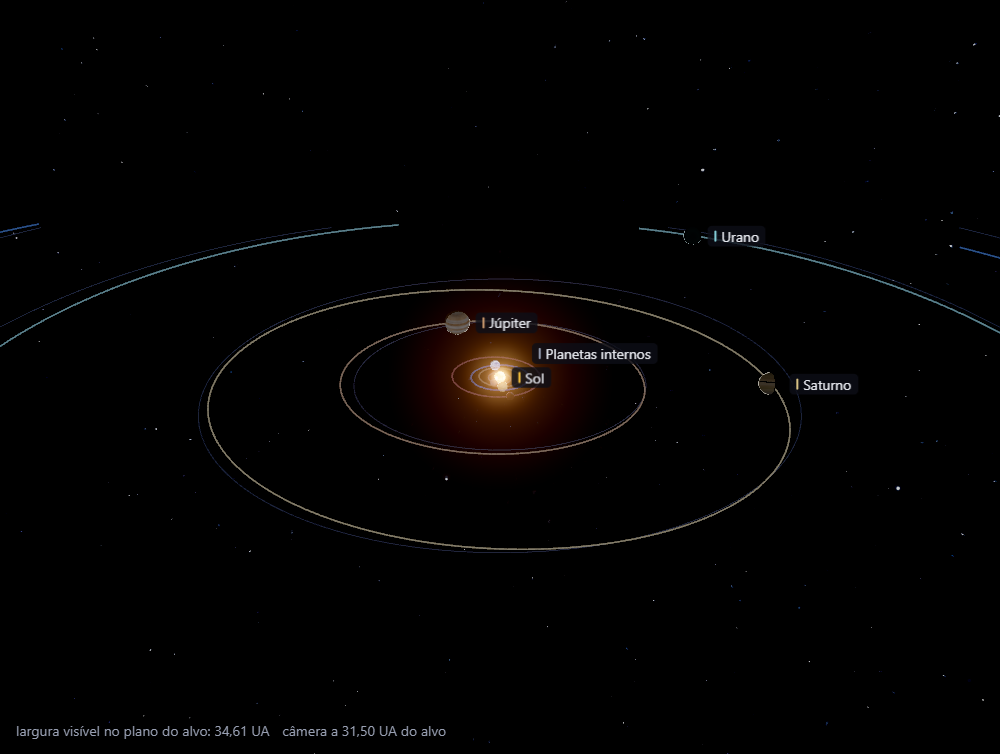 Urano
Júpiter
Planetas internos
Sol
Saturno
largura visível no plano do alvo: 34,61 UA câmera a 31,50 UA do alvo